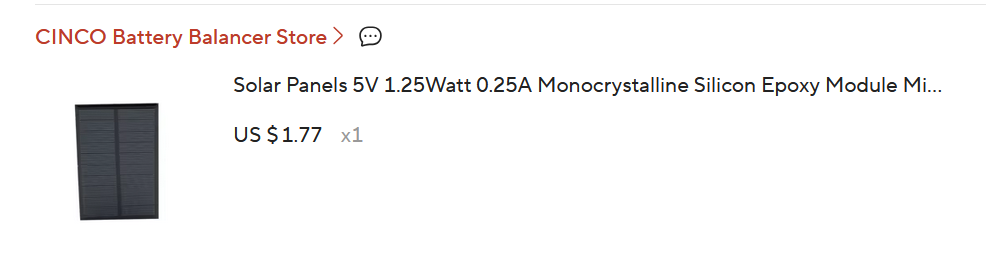 CINCO Battery Balancer Store
Solar Panels 5V 1.25Watt 0.25A Monocrystalline Silicon Epoxy Module Mi...
US $1.77 x1